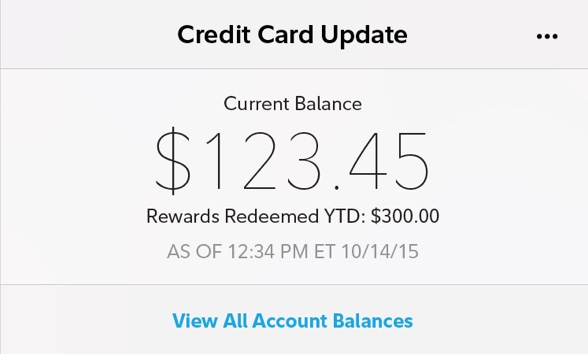 Credit Card Update
Current Balance
$123.45
Rewards Redeemed YTD: $300.00
AS OF 12:34 PM ET 10/14/15
View All Account Balances